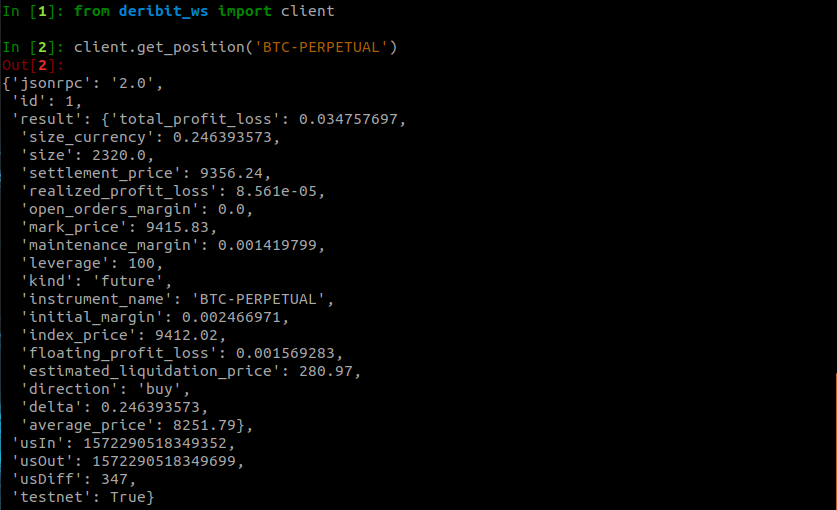 In [1]: from deribit_ws import client
In [2]: client.get_position('BTC-PERPETUAL')
Out[2]:
{'jsonrpc': '2.0',
 'id': 1,
 'result': {'total_profit_loss': 0.034757697,
  'size_currency': 0.246393573,
  'size': 2320.0,
  'settlement_price': 9356.24,
  'realized_profit_loss': 8.561e-05,
  'open_orders_margin': 0.0,
  'mark_price': 9415.83,
  'maintenance_margin': 0.001419799,
  'leverage': 100,
  'kind': 'future',
  'instrument_name': 'BTC-PERPETUAL',
  'initial_margin': 0.002466971,
  'index_price': 9412.02,
  'floating_profit_loss': 0.001569283,
  'estimated_liquidation_price': 280.97,
  'direction': 'buy',
  'delta': 0.246393573,
  'average_price': 8251.79},
 'usIn': 1572290518349352,
 'usOut': 1572290518349699,
 'usDiff': 347,
 'testnet': True}